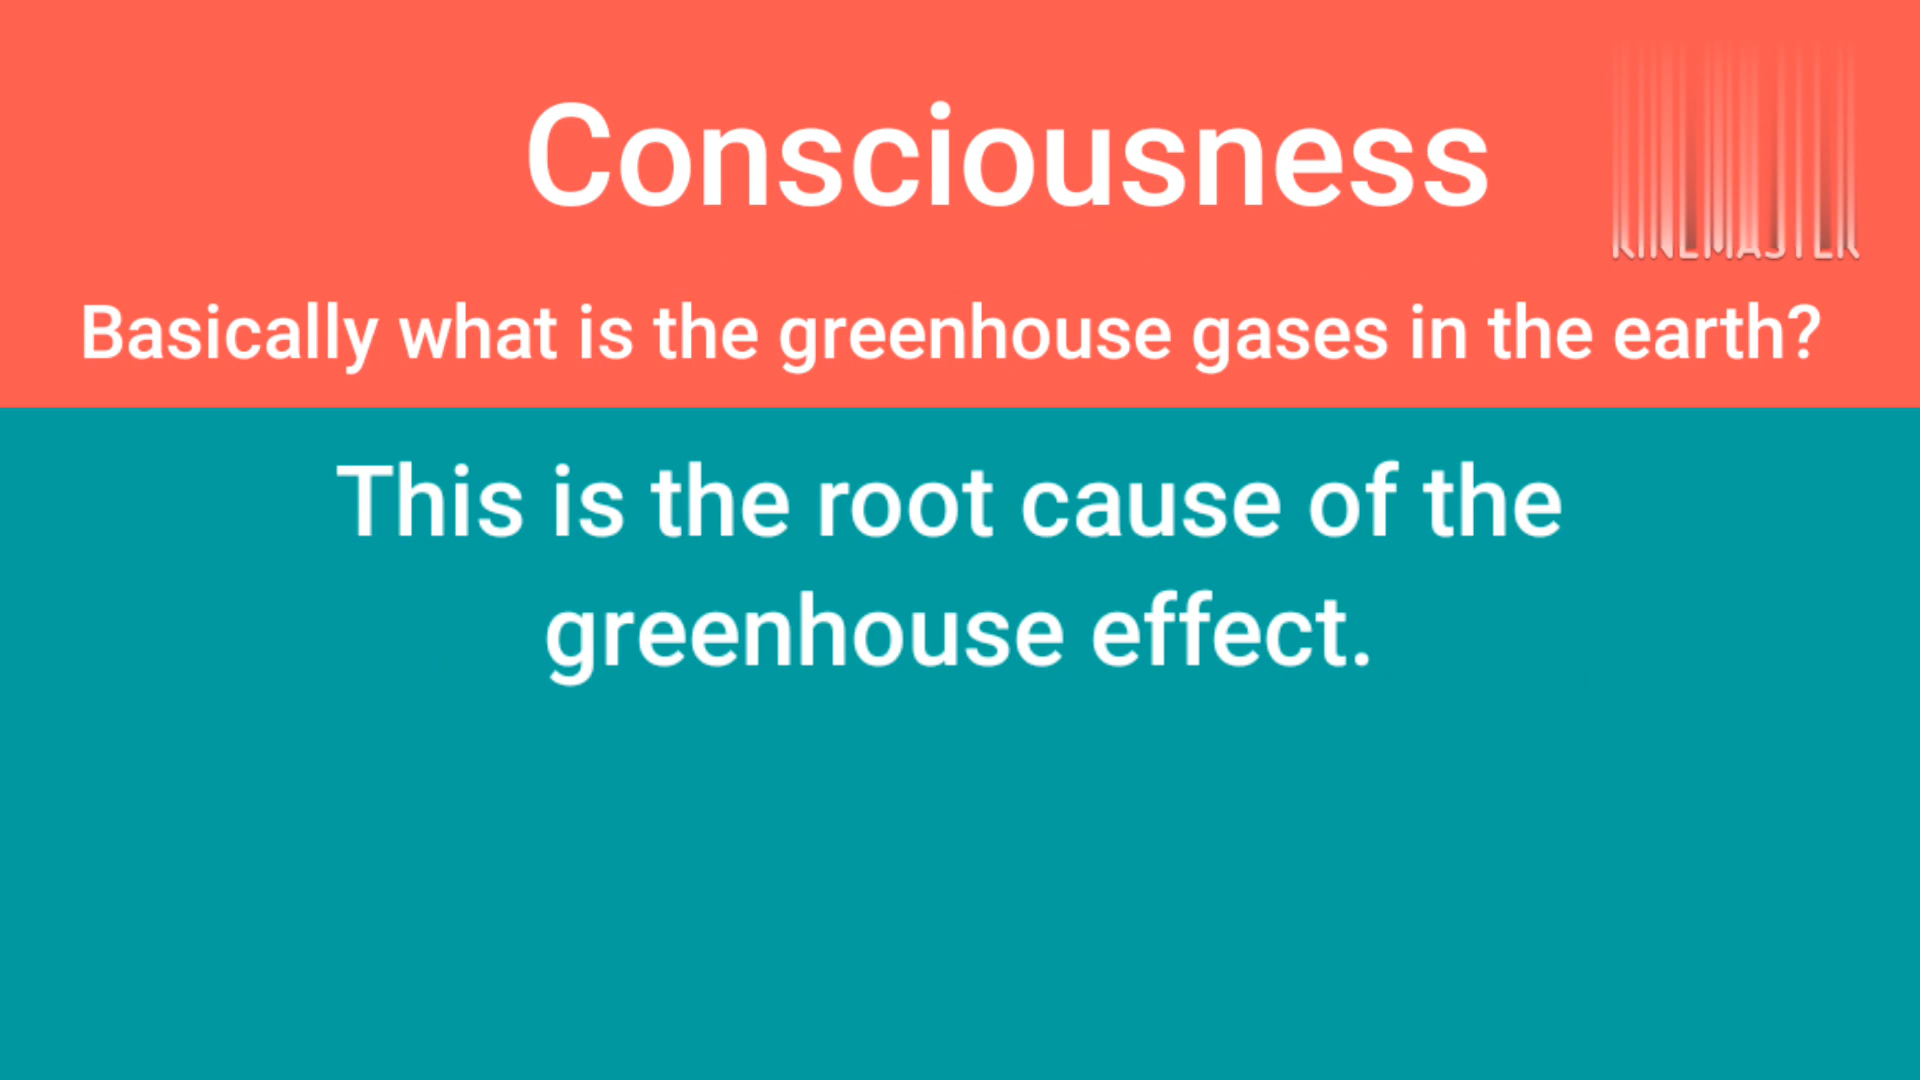 Consciousness
KINEMASTER
Basically what is the greenhouse gases in the earth?
This is the root cause of the
greenhouse effect.